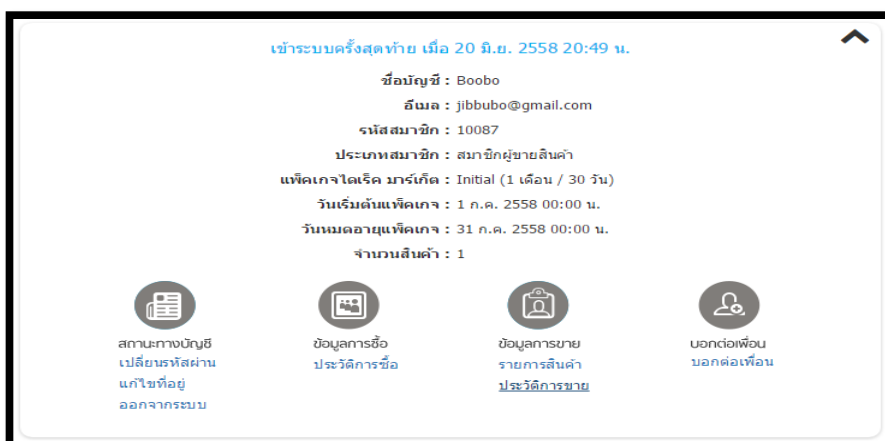 เข้าระบบครั้งสุดท้าย เมื่อ 20 มิ.ย. 2558 20:49 น.
ชื่อบัญชี : Boobo
อีเมล : jibbubo@gmail.com
รหัสสมาชิก : 10087
ประเภทสมาชิก : สมาชิกผู้ขายสินค้า
แพ็คเกจไดเร็ค มาร์เก็ต : Initial (1 เดือน / 30 วัน)
วันเริ่มต้นแพ็คเกจ : 1 ก.ค. 2558 00:00 น.
วันหมดอายุแพ็คเกจ : 31 ก.ค. 2558 00:00 น.
จำนวนสินค้า : 1
สถานะทางบัญชี
เปลี่ยนรหัสผ่าน
แก้ไขที่อยู่
ออกจากระบบ
ข้อมูลการซื้อ
ประวัติการซื้อ
ข้อมูลการขาย
รายการสินค้า
ประวัติการขาย
บอกต่อเพื่อน
บอกต่อเพื่อน